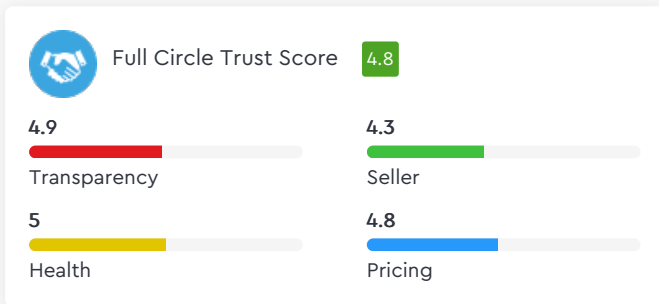 Full Circle Trust Score 4.8
4.9
Transparency
4.3
Seller
5
Health
4.8
Pricing